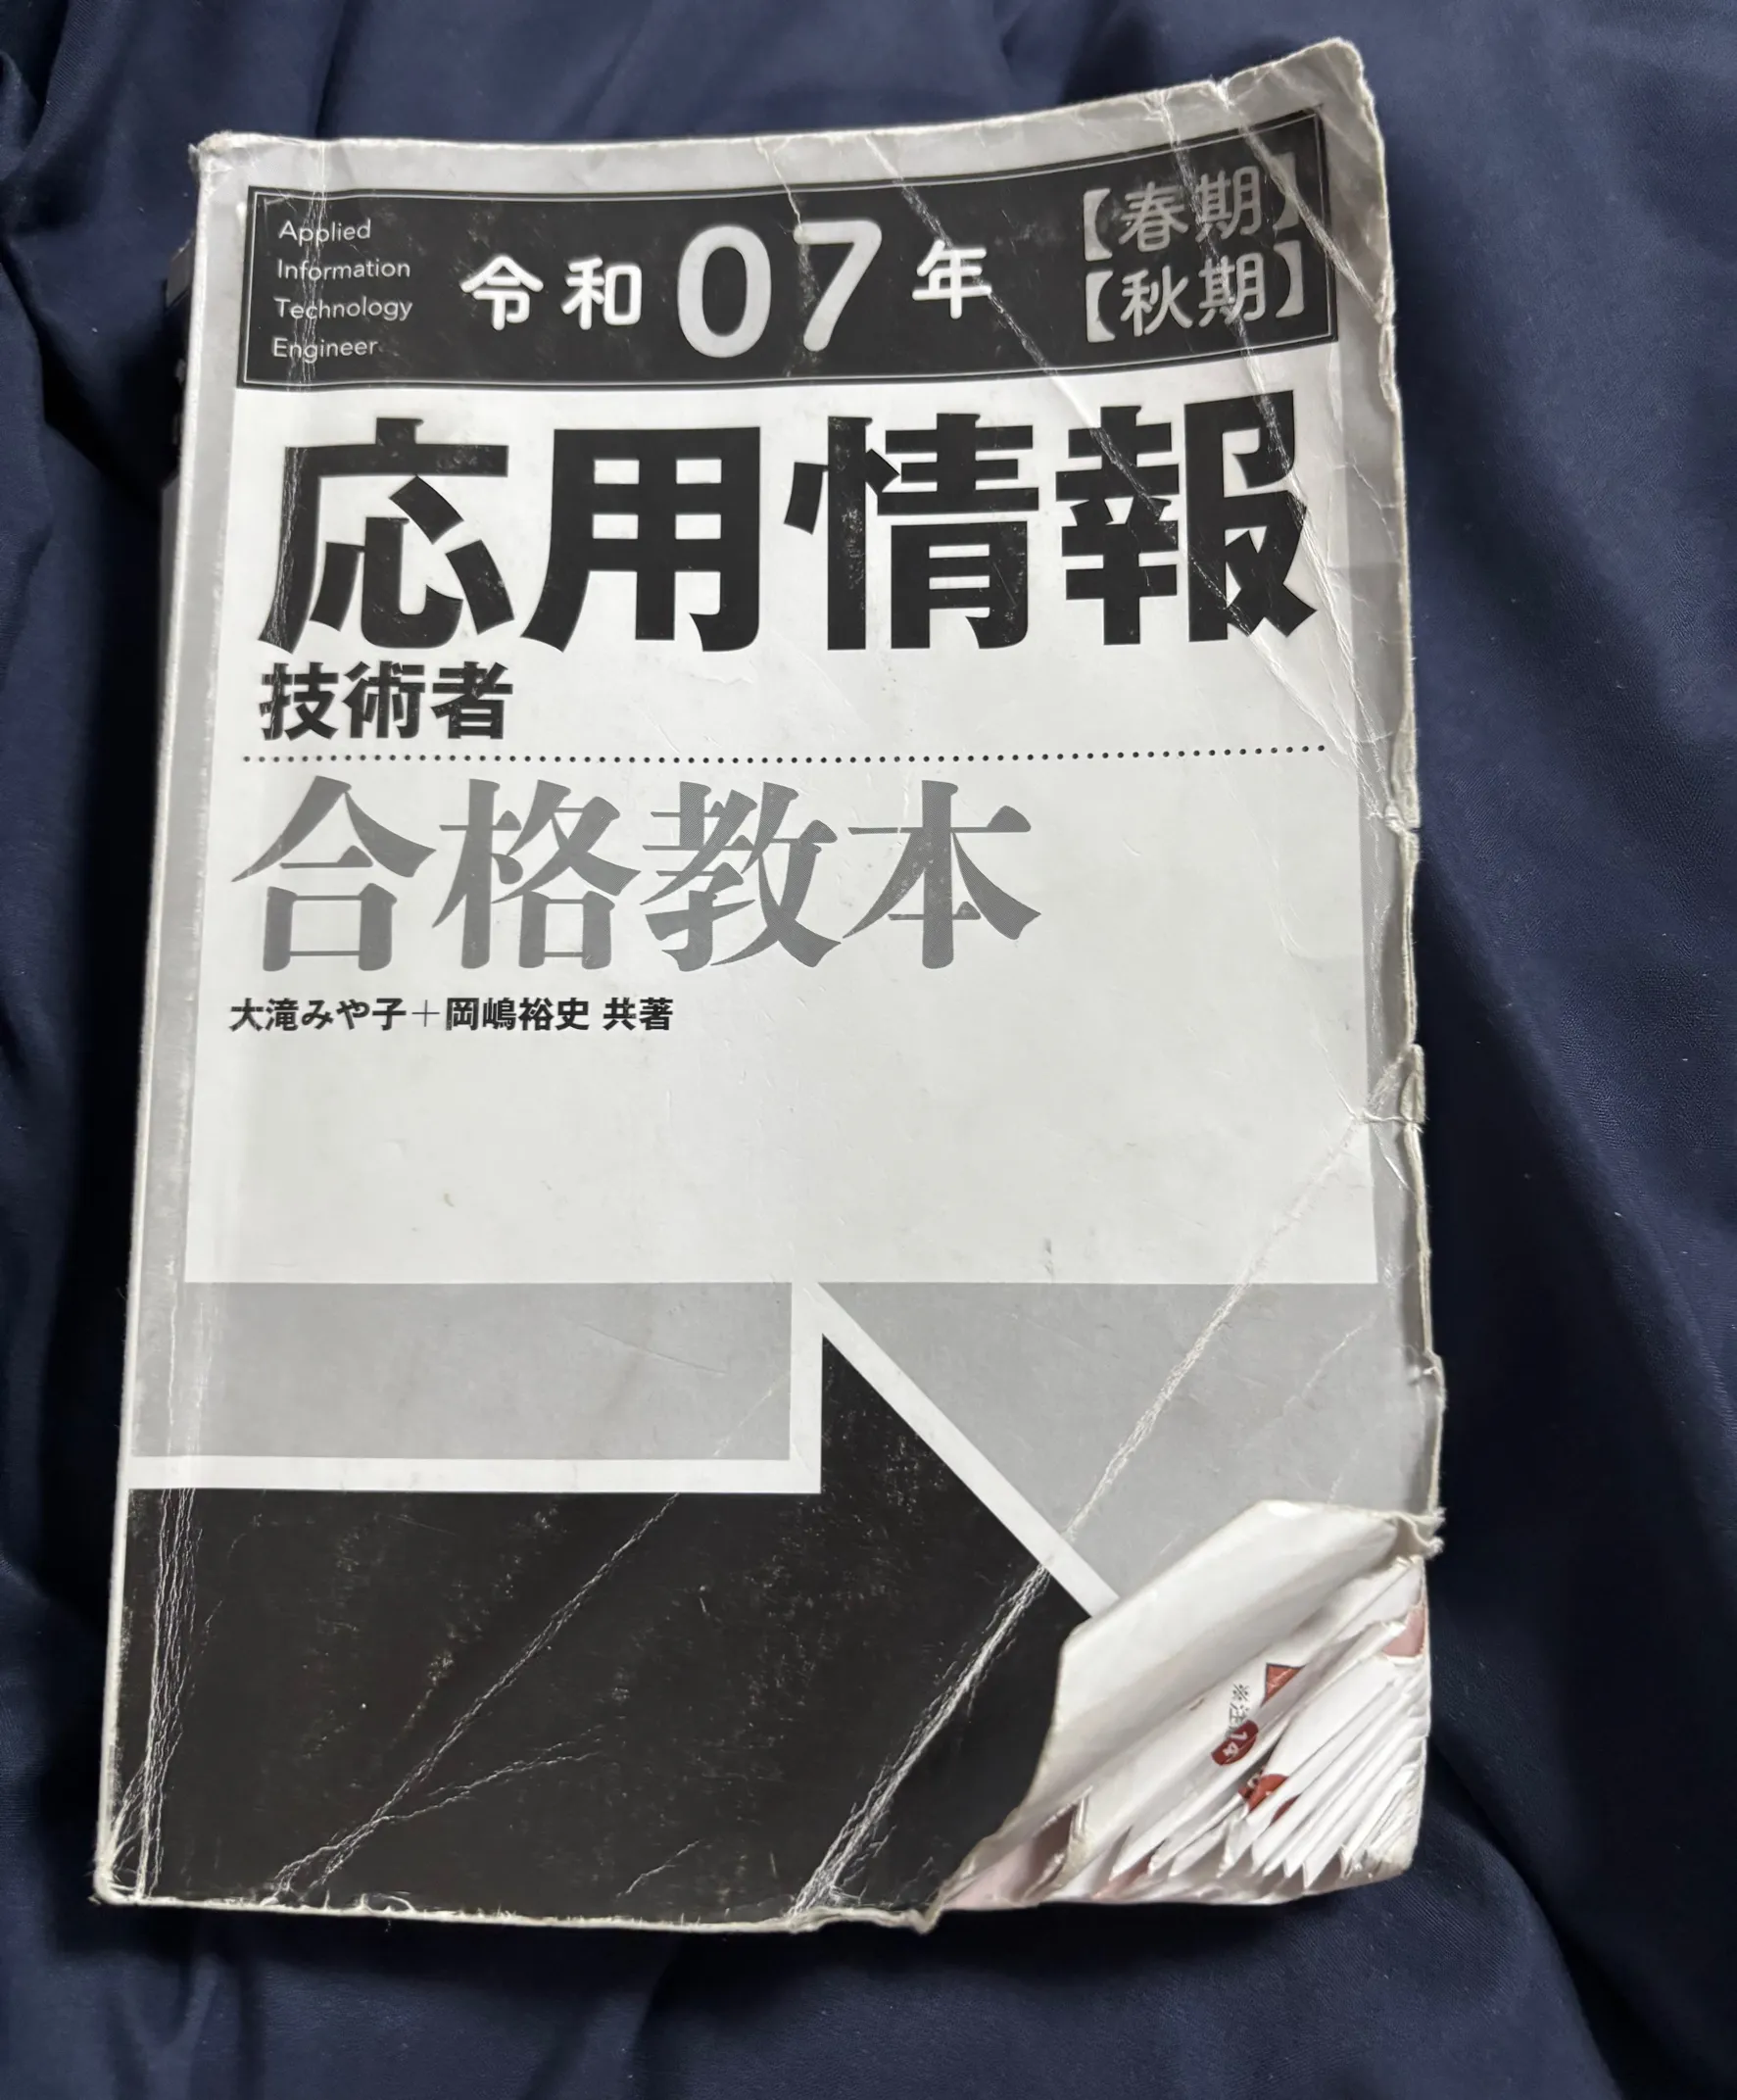 Applied
Information
Technology
Engineer
令和07年
【春期】
【秋期】
応用情報
技術者
合格教本
大滝みや子＋岡嶋裕史 共著